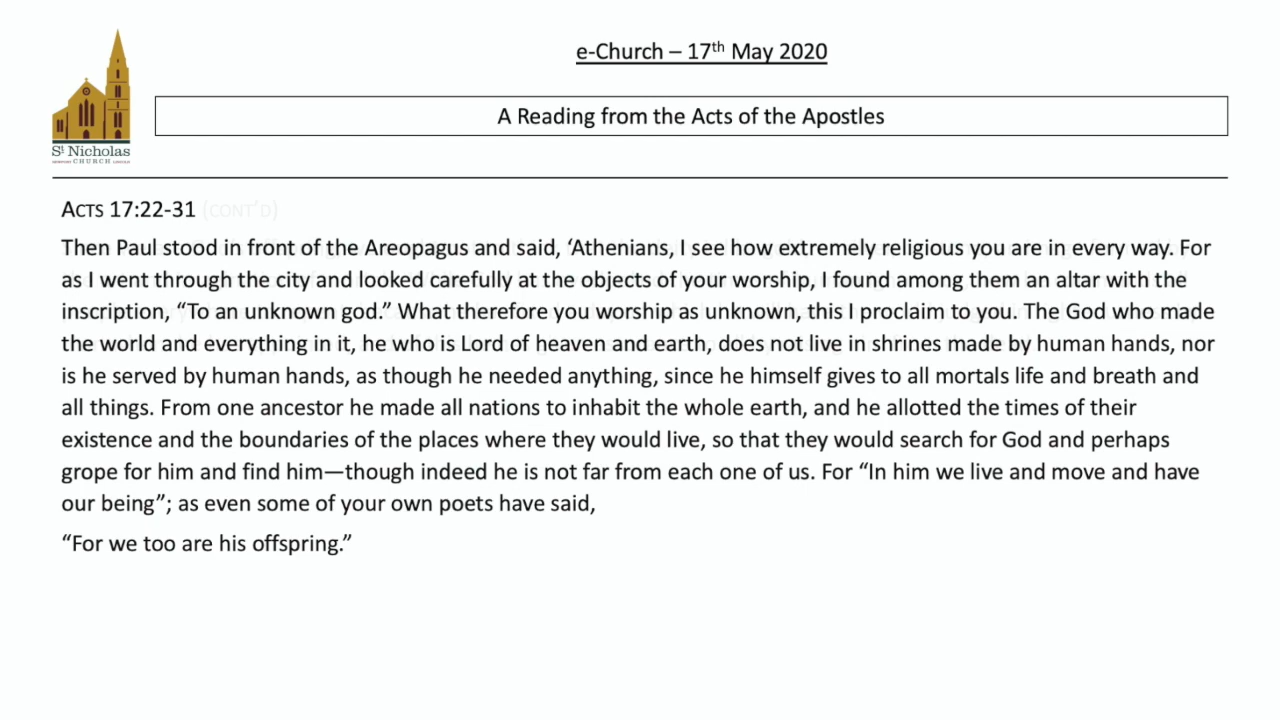 e-Church – 17th May 2020
A Reading from the Acts of the Apostles
St Nicholas
CHURCH
ACTS 17:22-31 (CONT'D)
Then Paul stood in front of the Areopagus and said, ‘Athenians, I see how extremely religious you are in every way. For
as I went through the city and looked carefully at the objects of your worship, I found among them an altar with the
inscription, “To an unknown god.” What therefore you worship as unknown, this I proclaim to you. The God who made
the world and everything in it, he who is Lord of heaven and earth, does not live in shrines made by human hands, nor
is he served by human hands, as though he needed anything, since he himself gives to all mortals life and breath and
all things. From one ancestor he made all nations to inhabit the whole earth, and he allotted the times of their
existence and the boundaries of the places where they would live, so that they would search for God and perhaps
grope for him and find him—though indeed he is not far from each one of us. For “In him we live and move and have
our being”; as even some of your own poets have said,
“For we too are his offspring.”